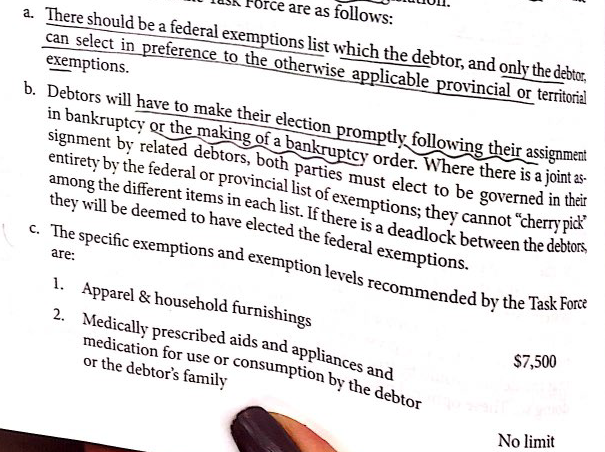 Force are as follows:
a. There should be a federal exemptions list which the debtor, and only the debtor,
can select in preference to the otherwise applicable provincial or territorial
exemptions.
b. Debtors will have to make their election promptly following their assignment
in bankruptcy or the making of a bankruptcy order. Where there is a joint as-
signment by related debtors, both parties must elect to be governed in their
entirety by the federal or provincial list of exemptions; they cannot “cherry pick”
among the different items in each list. If there is a deadlock between the debtors,
they will be deemed to have elected the federal exemptions.
c. The specific exemptions and exemption levels recommended by the Task Force
are:
1. Apparel & household furnishings
$7,500
2. Medically prescribed aids and appliances and
medication for use or consumption by the debtor
or the debtor's family
No limit